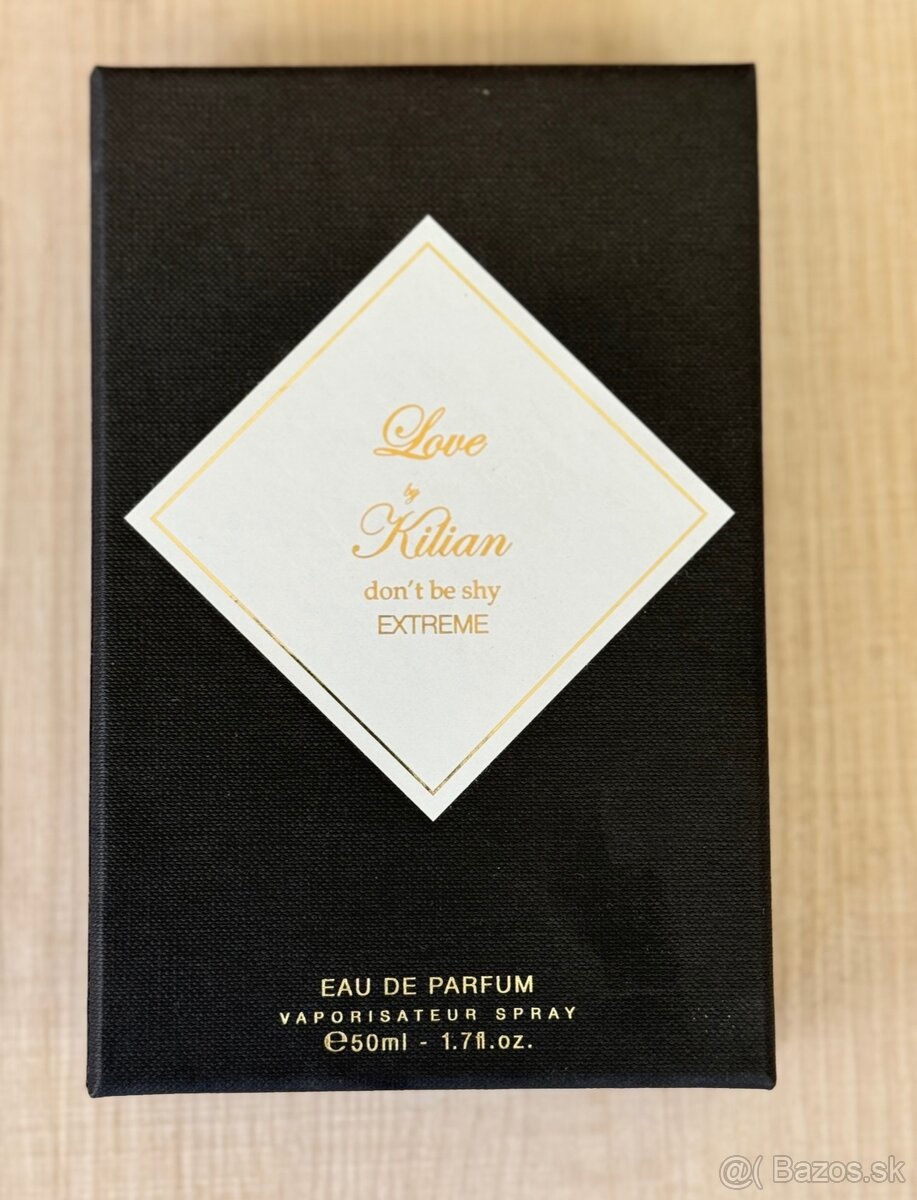 Love
by
Kilian
don't be shy
EXTREME
EAU DE PARFUM
VAPORISATEUR SPRAY
℮50ml - 1.7fl.oz.
@( Bazos.sk